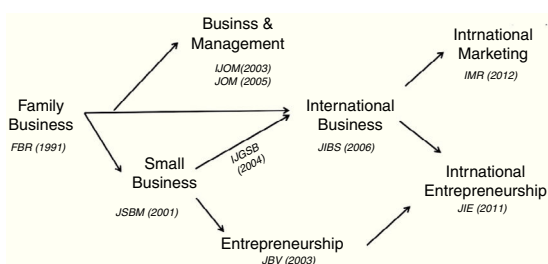 Businss &
Management
IJOM(2003)
JOM (2005)
Intrnational
Marketing
IMR (2012)
Family
Business
FBR (1991)
International
Business
JIBS (2006)
IJGSB
(2004)
Small
Business
JSBM (2001)
Intrnational
Entrepreneurship
JIE (2011)
Entrepreneurship
JBV (2003)